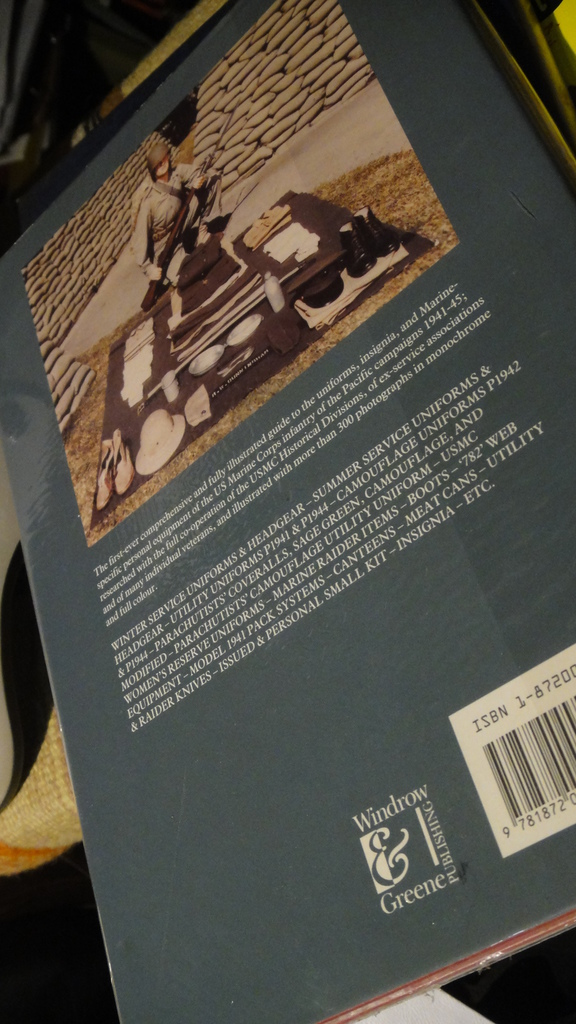 The first-ever comprehensive and fully illustrated guide to the uniforms, insignia, and Marine-
specific personal equipment of the US Marine Corps infantry of the Pacific campaigns 1941-45;
researched with the full co-operation of the USMC Historical Divisions, of ex-service associations
and of many individual veterans, and illustrated with more than 300 photographs in monochrome
and full colour.
WINTER SERVICE UNIFORMS & HEADGEAR – SUMMER SERVICE UNIFORMS &
HEADGEAR – UTILITY UNIFORMS P1941 & P1944 – CAMOUFLAGE UNIFORMS P1942
& P1944 – PARACHUTISTS' COVERALLS: SAGE GREEN, CAMOUFLAGE, AND
MODIFIED – PARACHUTISTS' CAMOUFLAGE UTILITY UNIFORM – USMC
WOMEN'S RESERVE UNIFORMS – MARINE RAIDER ITEMS – BOOTS – '782' WEB
EQUIPMENT – MODEL 1941 PACK SYSTEMS – CANTEENS – MEAT CANS – UTILITY
& RAIDER KNIVES – ISSUED & PERSONAL SMALL KIT – INSIGNIA – ETC.
ISBN 1-87200
9 781872 0
Windrow
&
Greene
PUBLISHING